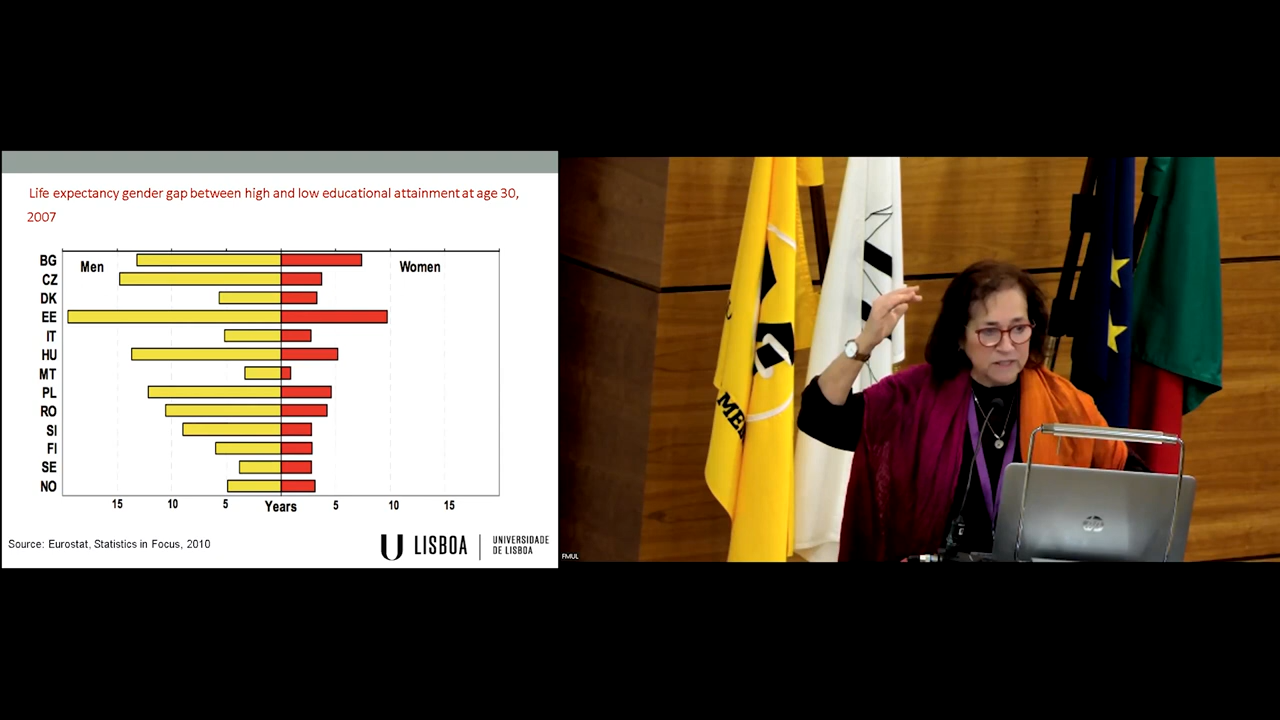 Life expectancy gender gap between high and low educational attainment at age 30,
2007
Men
Women
BG
CZ
DK
EE
IT
HU
MT
PL
RO
SI
FI
SE
NO
15 10 5 Years 5 10 15
Source: Eurostat, Statistics in Focus, 2010
U LISBOA | UNIVERSIDADE
DE LISBOA
MEI
hp
FMUL